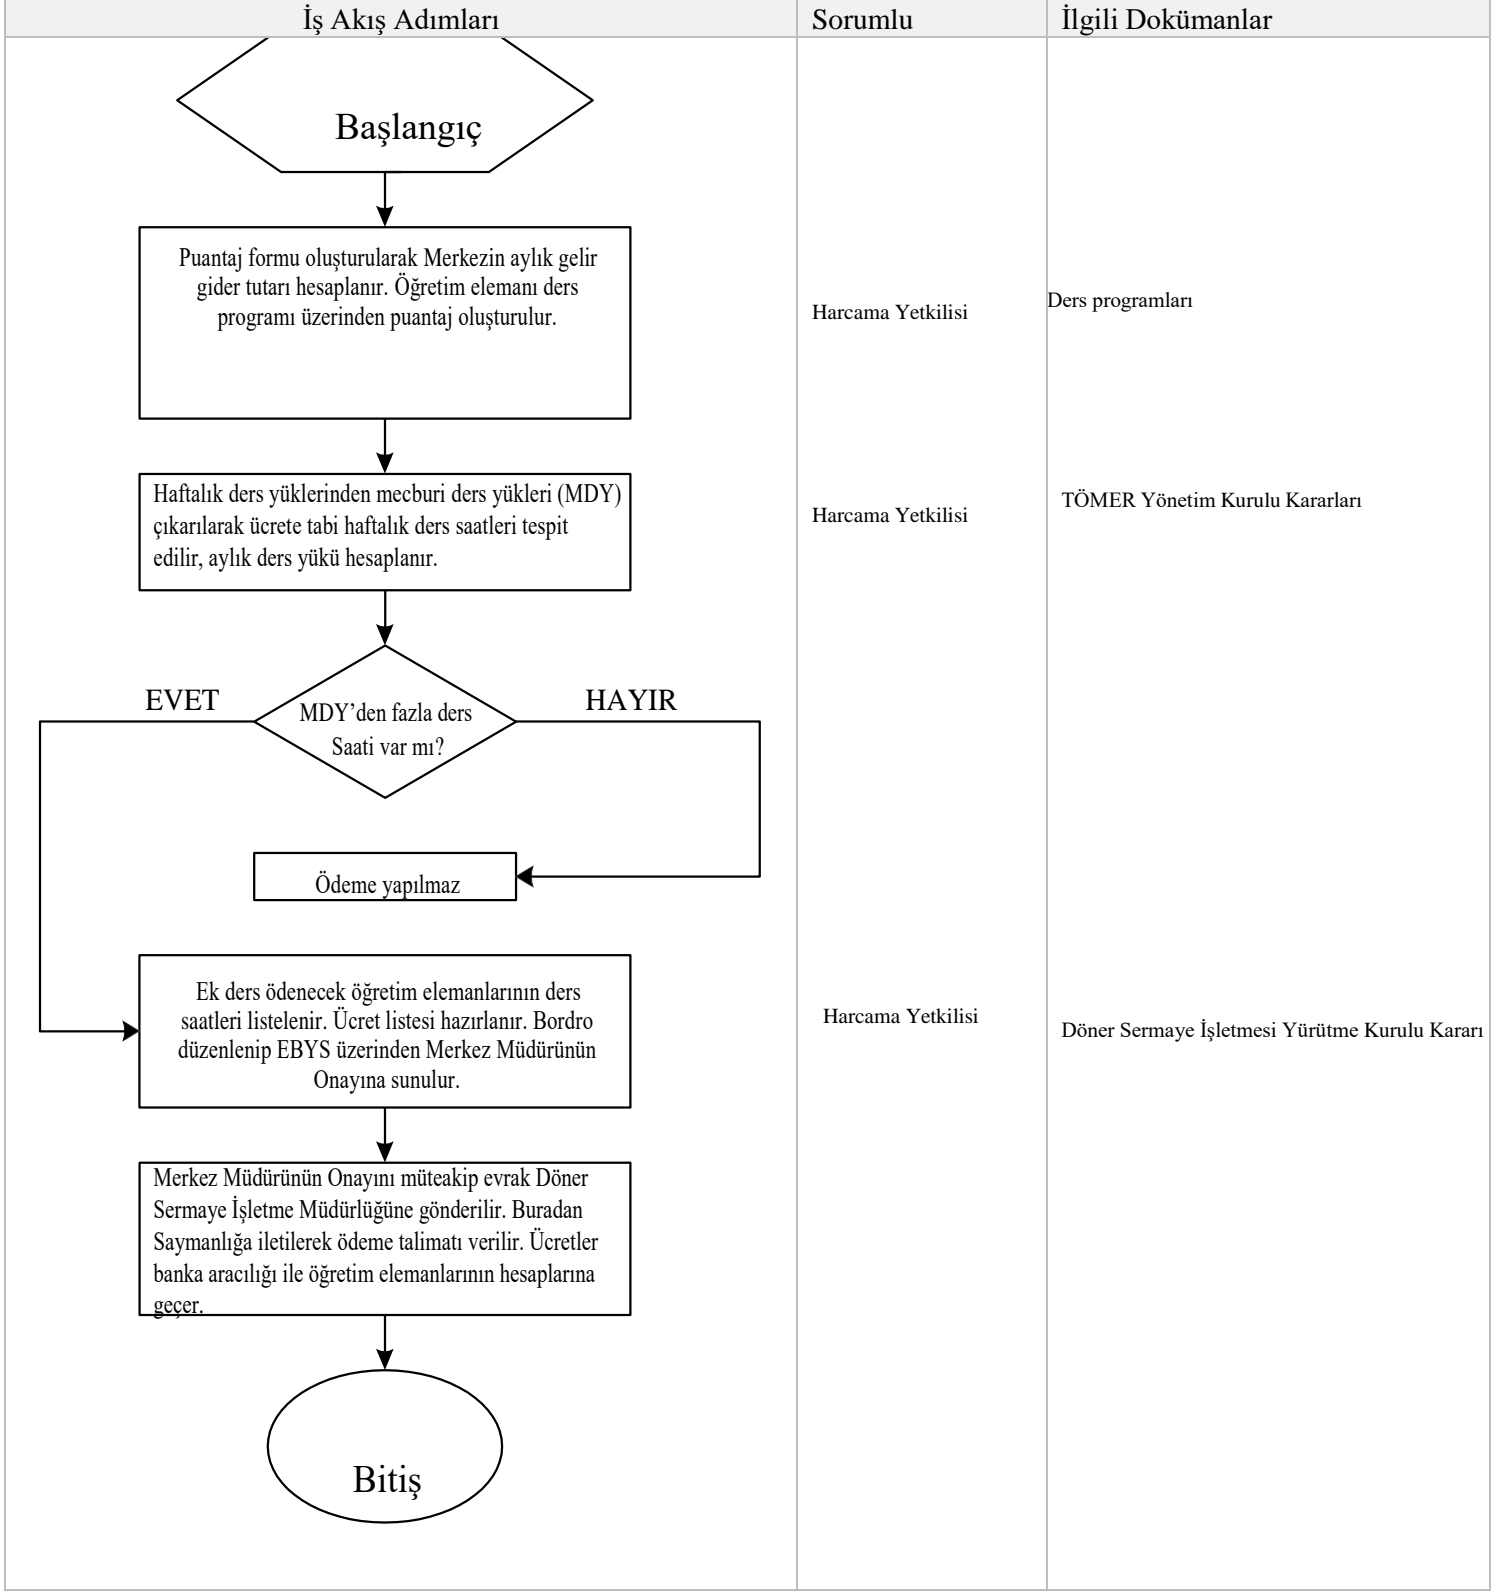 İş Akış Adımları
Sorumlu
İlgili Dokümanlar
Başlangıç
Puantaj formu oluşturularak Merkezin aylık gelir
gider tutarı hesaplanır. Öğretim elemanı ders
programı üzerinden puantaj oluşturulur.
Harcama Yetkilisi
Ders programları
Haftalık ders yüklerinden mecburi ders yükleri (MDY)
çıkarılarak ücrete tabi haftalık ders saatleri tespit
edilir, aylık ders yükü hesaplanır.
Harcama Yetkilisi
TÖMER Yönetim Kurulu Kararları
EVET
HAYIR
MDY’den fazla ders
Saati var mı?
Ödeme yapılmaz
Ek ders ödenecek öğretim elemanlarının ders
saatleri listelenir. Ücret listesi hazırlanır. Bordro
düzenlenip EBYS üzerinden Merkez Müdürünün
Onayına sunulur.
Harcama Yetkilisi
Döner Sermaye İşletmesi Yürütme Kurulu Kararı
Merkez Müdürünün Onayını müteakip evrak Döner
Sermaye İşletme Müdürlüğüne gönderilir. Buradan
Saymanlığa iletilerek ödeme talimatı verilir. Ücretler
banka aracılığı ile öğretim elemanlarının hesaplarına
geçer.
Bitiş